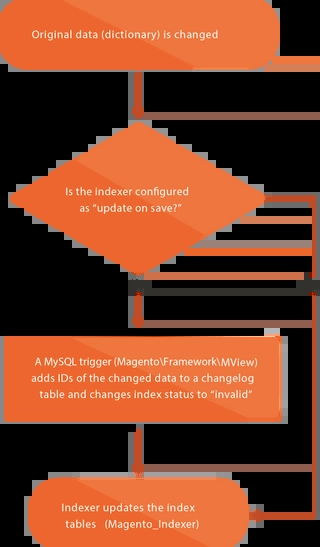 Original data (dictionary) is changed
Is the indexer configured
as “update on save?”
A MySQL trigger (Magento\Framework\MView)
adds IDs of the changed data to a changelog
table and changes index status to “invalid”
Indexer updates the index
tables (Magento_Indexer)